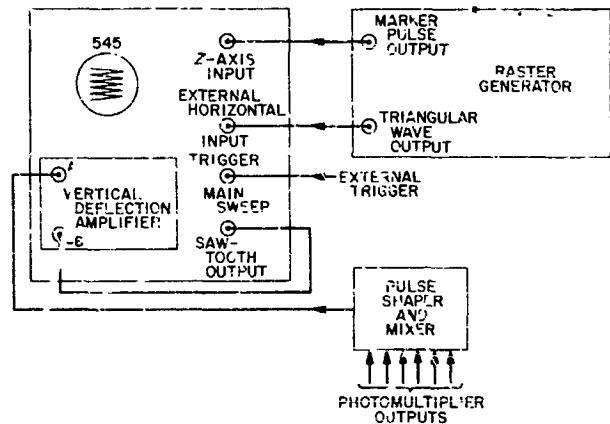 545
Z-AXIS
INPUT
EXTERNAL
HORIZONTAL
INPUT
TRIGGER
MAIN
SWEEP
SAW-
TOOTH
OUTPUT
VERTICAL
DEFLECTION
AMPLIFIER
MARKER
PULSE
OUTPUT
RASTER
GENERATOR
TRIANGULAR
WAVE
OUTPUT
EXTERNAL
TRIGGER
PULSE
SHAPER
AND
MIXER
PHOTOMULTIPLIER
OUTPUTS